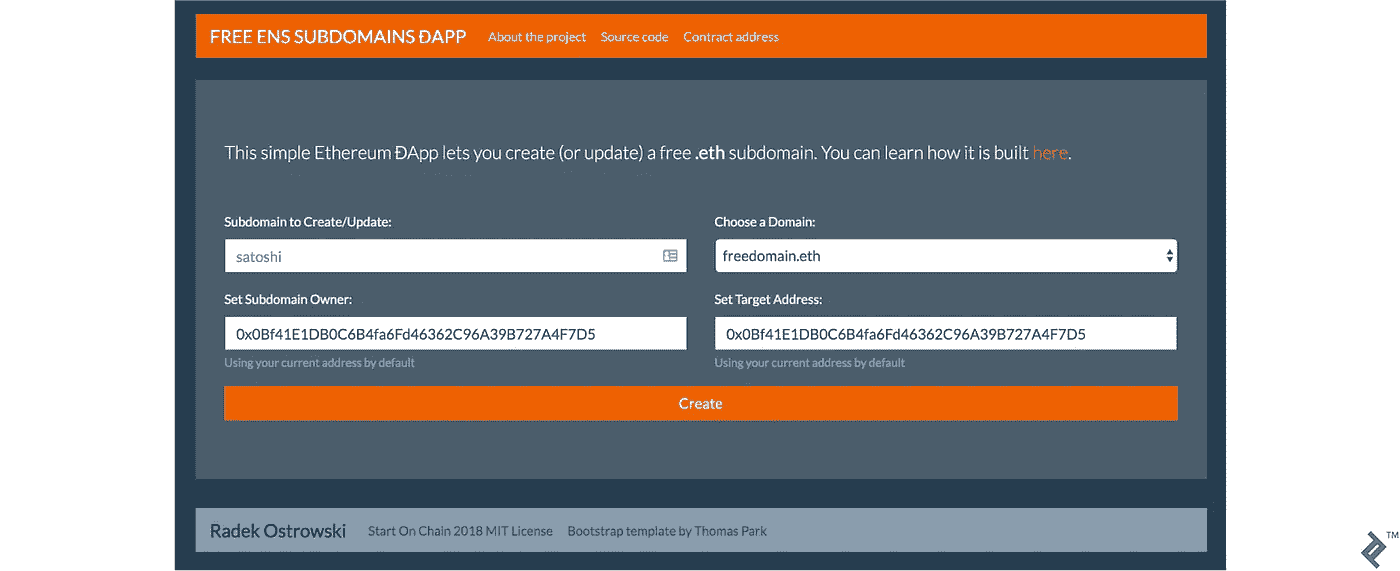 FREE ENS SUBDOMAINS ĐAPP About the project Source code Contract address
This simple Ethereum ĐApp lets you create (or update) a free .eth subdomain. You can learn how it is built here.
Subdomain to Create/Update: Choose a Domain:
satoshi freedomain.eth
Set Subdomain Owner: Set Target Address:
0x0Bf41E1DB0C6B4fa6Fd46362C96A39B727A4F7D5 0x0Bf41E1DB0C6B4fa6Fd46362C96A39B727A4F7D5
Using your current address by default Using your current address by default
Create
Radek Ostrowski Start On Chain 2018 MIT License Bootstrap template by Thomas Park
TM